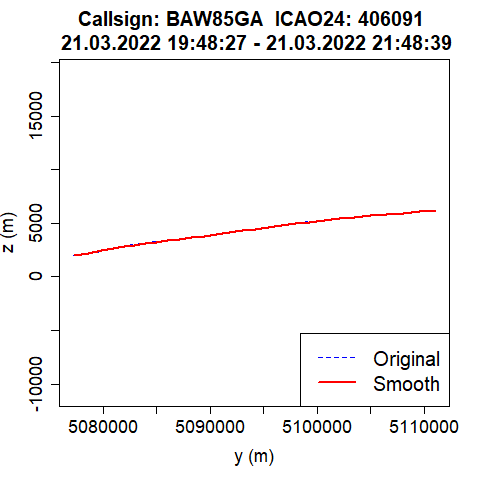 Callsign: BAW85GA  ICAO24: 406091
21.03.2022 19:48:27 - 21.03.2022 21:48:39
15000
5000
0
-10000
z (m)
Original
Smooth
5080000 5090000 5100000 5110000
y (m)